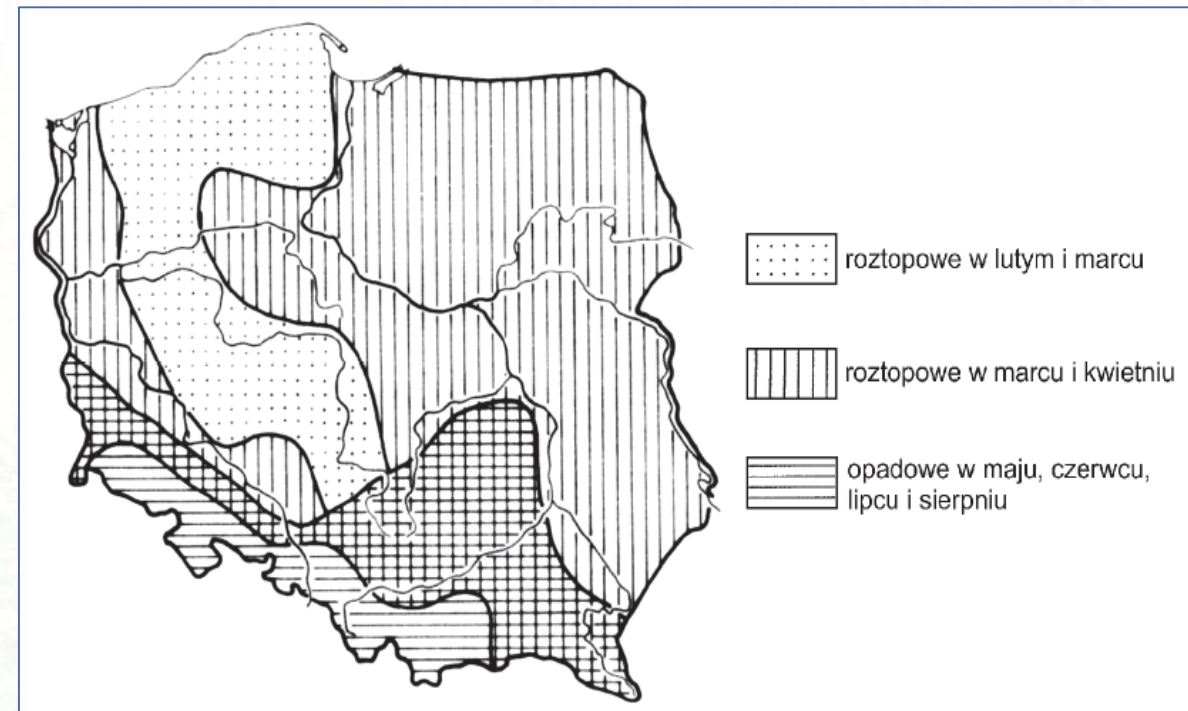 roztopowe w lutym i marcu
roztopowe w marcu i kwietniu
opadowe w maju, czerwcu,
lipcu i sierpniu